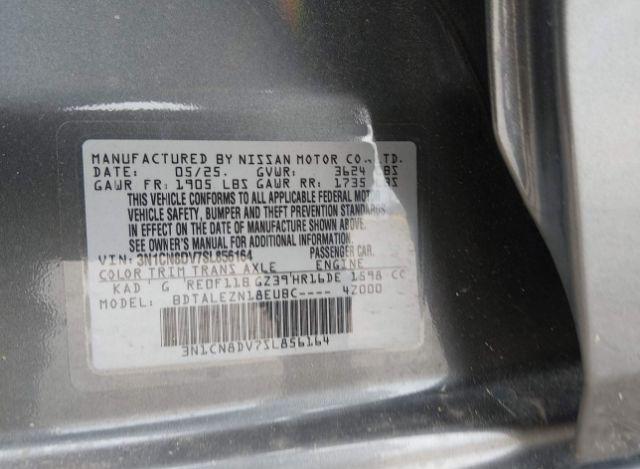 MANUFACTURED BY NISSAN MOTOR CO.,LTD.
DATE: 05/25. GVWR: 3624 LBS
GAWR FR: 1905 LBS GAWR RR: 1735 LBS
THIS VEHICLE CONFORMS TO ALL APPLICABLE FEDERAL MOTOR
VEHICLE SAFETY, BUMPER AND THEFT PREVENTION STANDARDS
IN EFFECT ON THE DATE OF MANUFACTURE SHOWN ABOVE.
SEE OWNER'S MANUAL FOR ADDITIONAL INFORMATION.
VIN: 3N1CN8DV7SL856164 PASSENGER CAR.
COLOR TRIM TRANS AXLE ENGINE
KAD G RE0F11B GZ39 HR16DE 1598 CC
MODEL: BDTALEZN18EUBC---- 4Z000
3N1CN8DV7SL856164